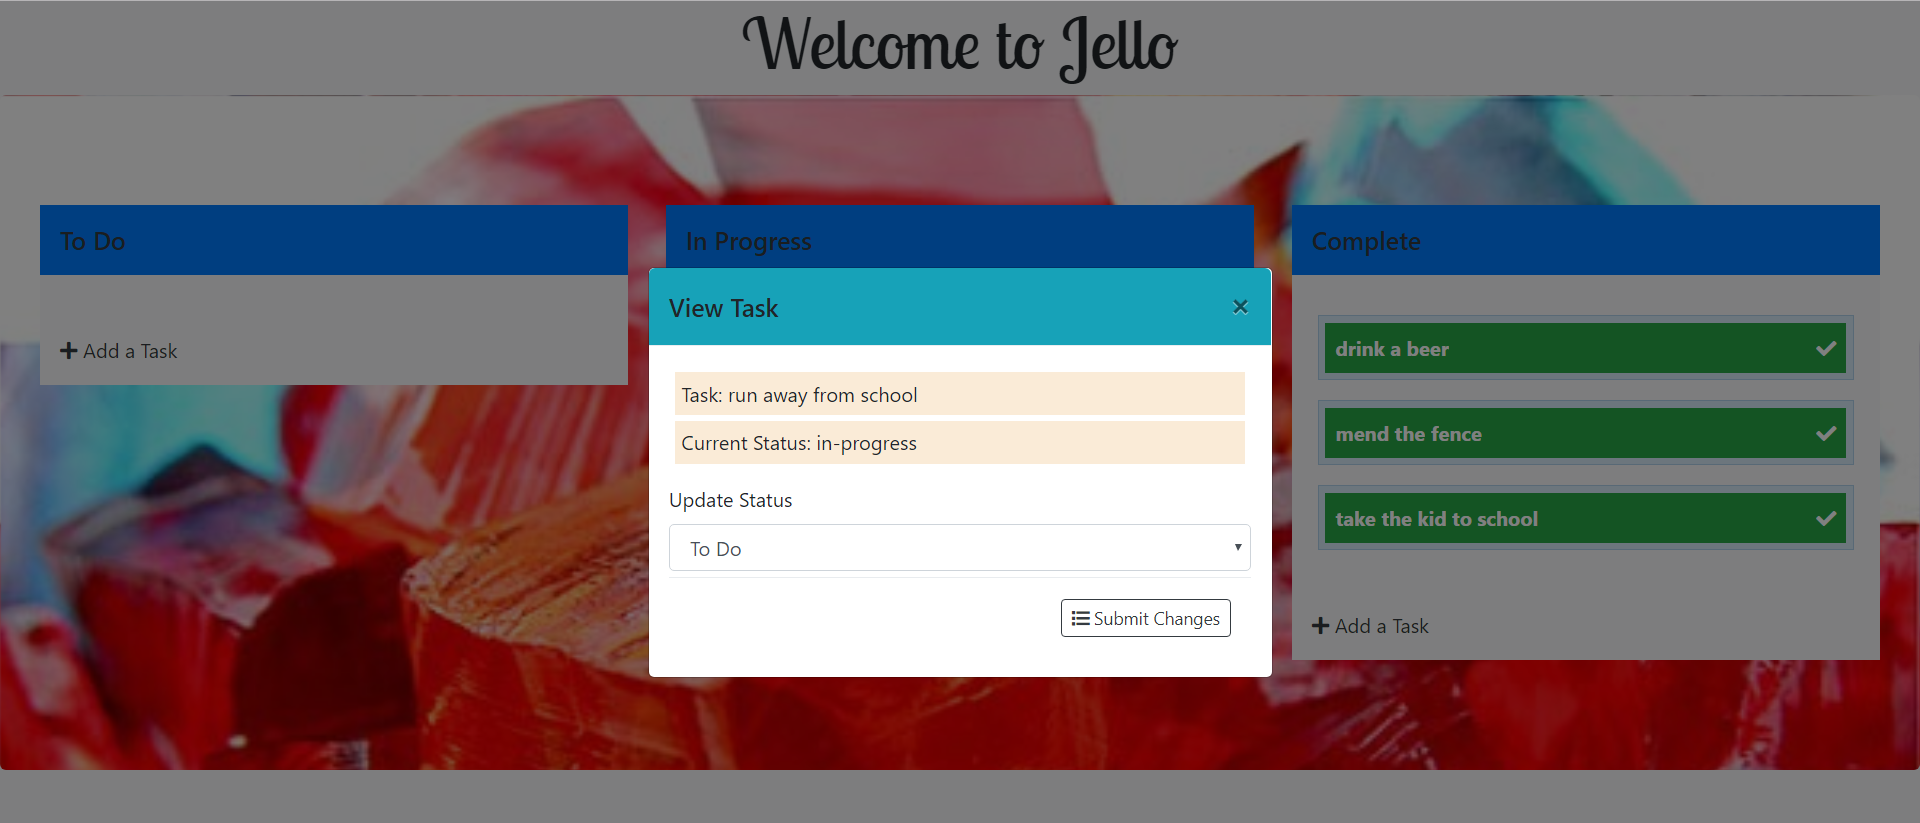 Welcome to Jello
To Do
Add a Task
In Progress
View Task
×
Task: run away from school
Current Status: in-progress
Update Status
To Do
Submit Changes
Complete
drink a beer
mend the fence
take the kid to school
Add a Task